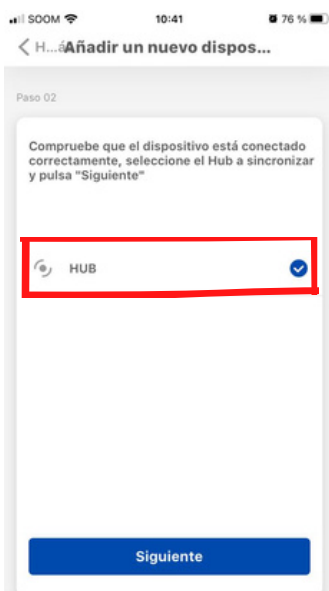 SOOM 10:41 76 %
H...á Añadir un nuevo dispos...
Paso 02
Compruebe que el dispositivo está conectado
correctamente, seleccione el Hub a sincronizar
y pulsa "Siguiente"
HUB
Siguiente